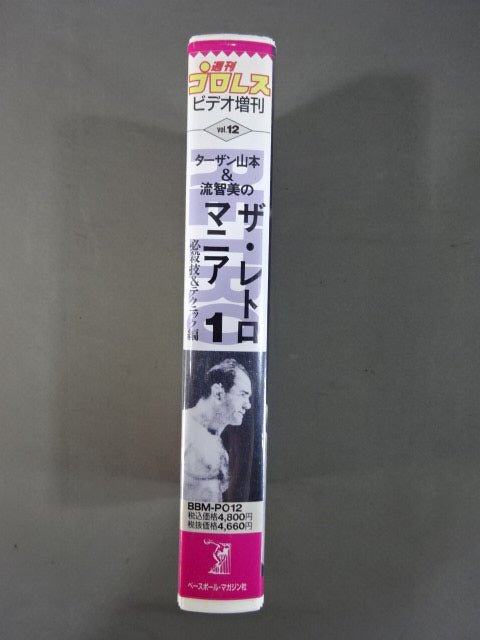 週刊
プロレス
ビデオ増刊
vol.12
ターザン山本
&
流智美の
ザ・レトロ
マニア1
必殺技&テクニック編
RETRO
BBM-PO12
税込価格4,800円
税抜価格4,660円
ベースボール・マガジン社